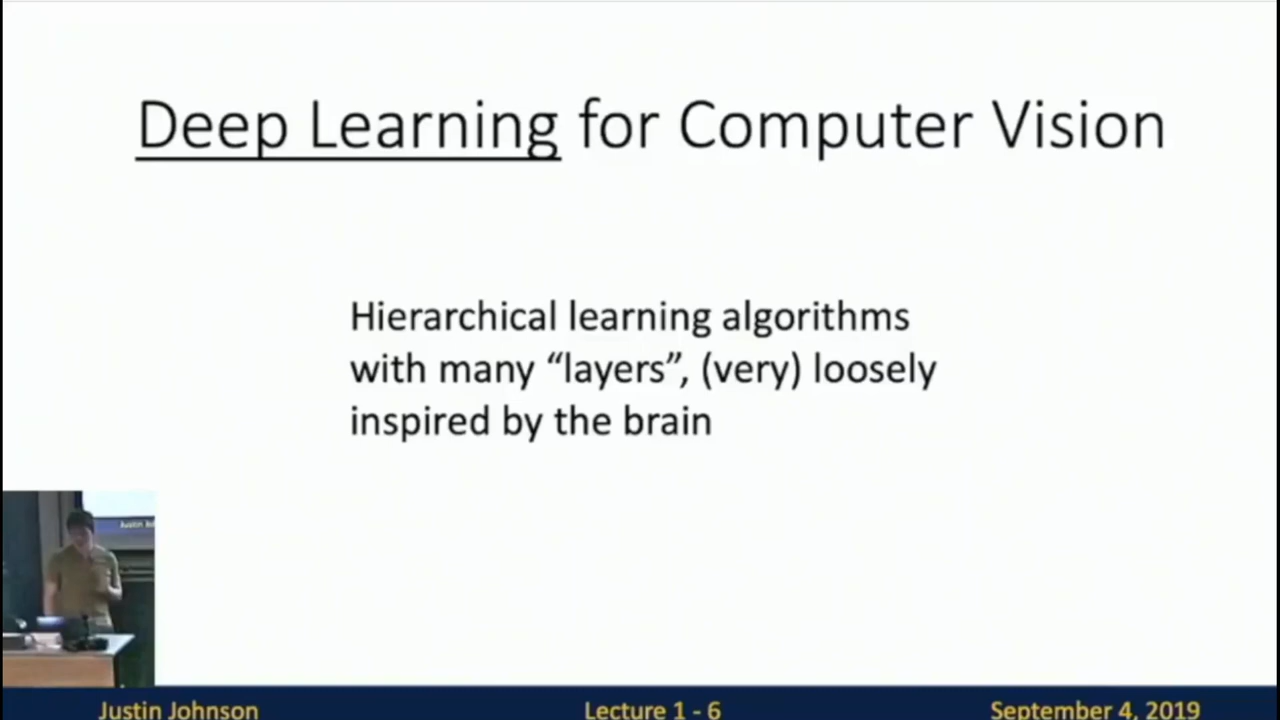 Deep Learning for Computer Vision
Hierarchical learning algorithms
with many “layers”, (very) loosely
inspired by the brain
Justin
Justin Johnson
Lecture 1 - 6
September 4, 2019